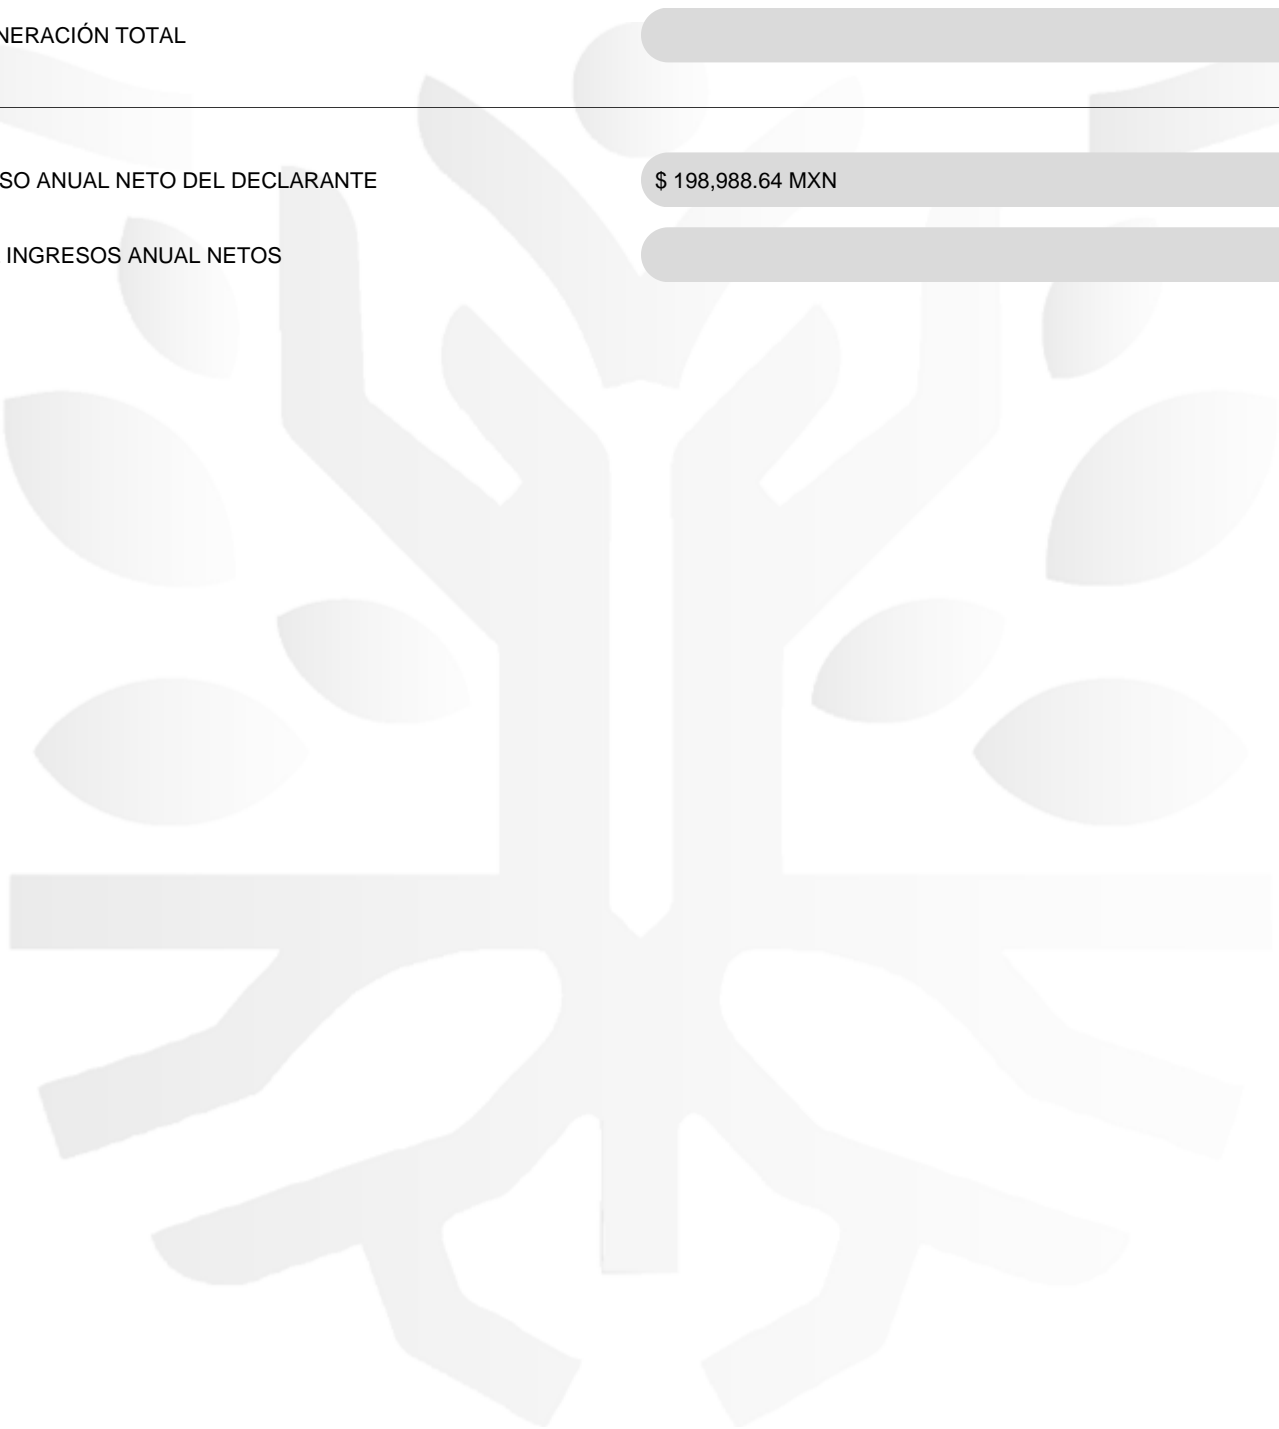 NERACIÓN TOTAL
SO ANUAL NETO DEL DECLARANTE $ 198,988.64 MXN
INGRESOS ANUAL NETOS